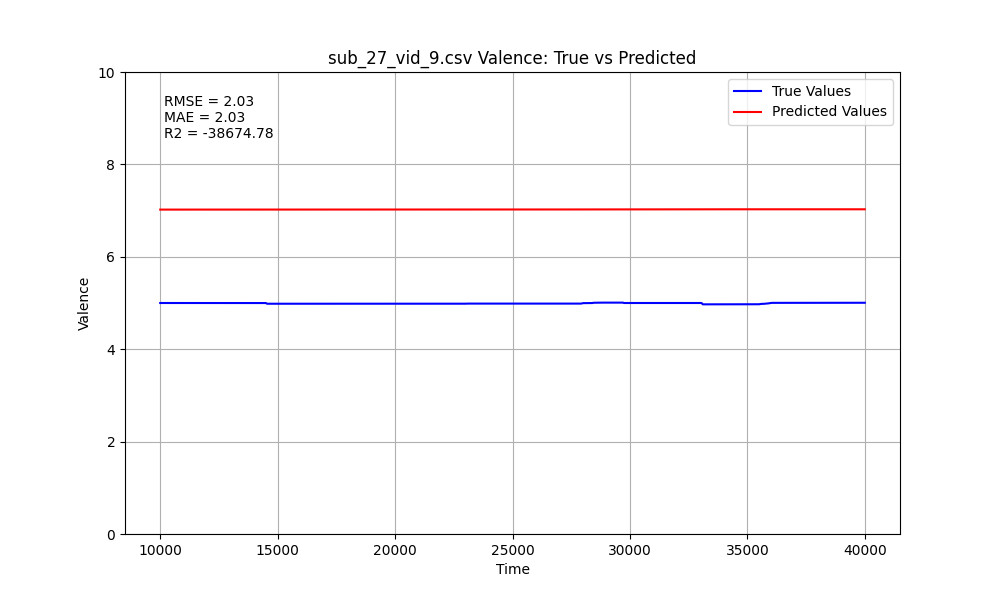 sub_27_vid_9.csv Valence: True vs Predicted
RMSE = 2.03
MAE = 2.03
R2 = -38674.78
True Values
Predicted Values
Valence
10
8
6
4
2
0
10000 15000 20000 25000 30000 35000 40000
Time